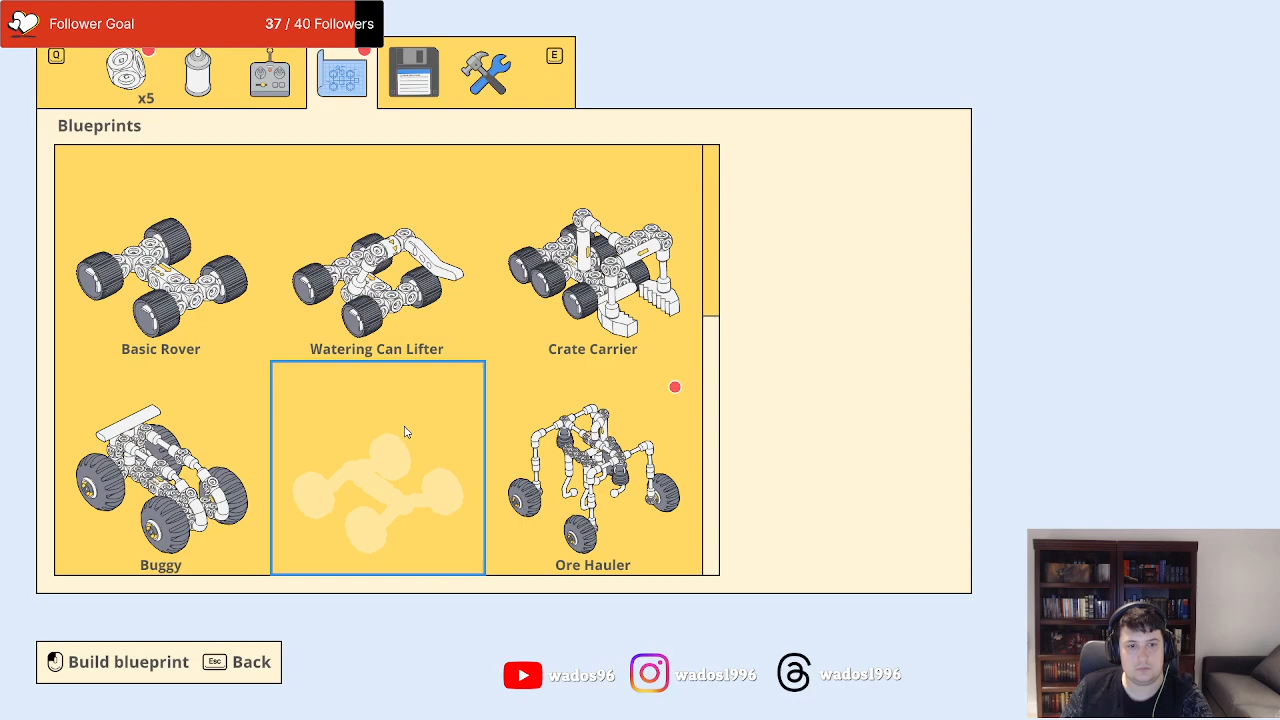 Follower Goal 37 / 40 Followers
Q E
x5
Blueprints
Basic Rover Watering Can Lifter Crate Carrier
Buggy Ore Hauler
Build blueprint Esc Back
wados96 wados1996 wados1996